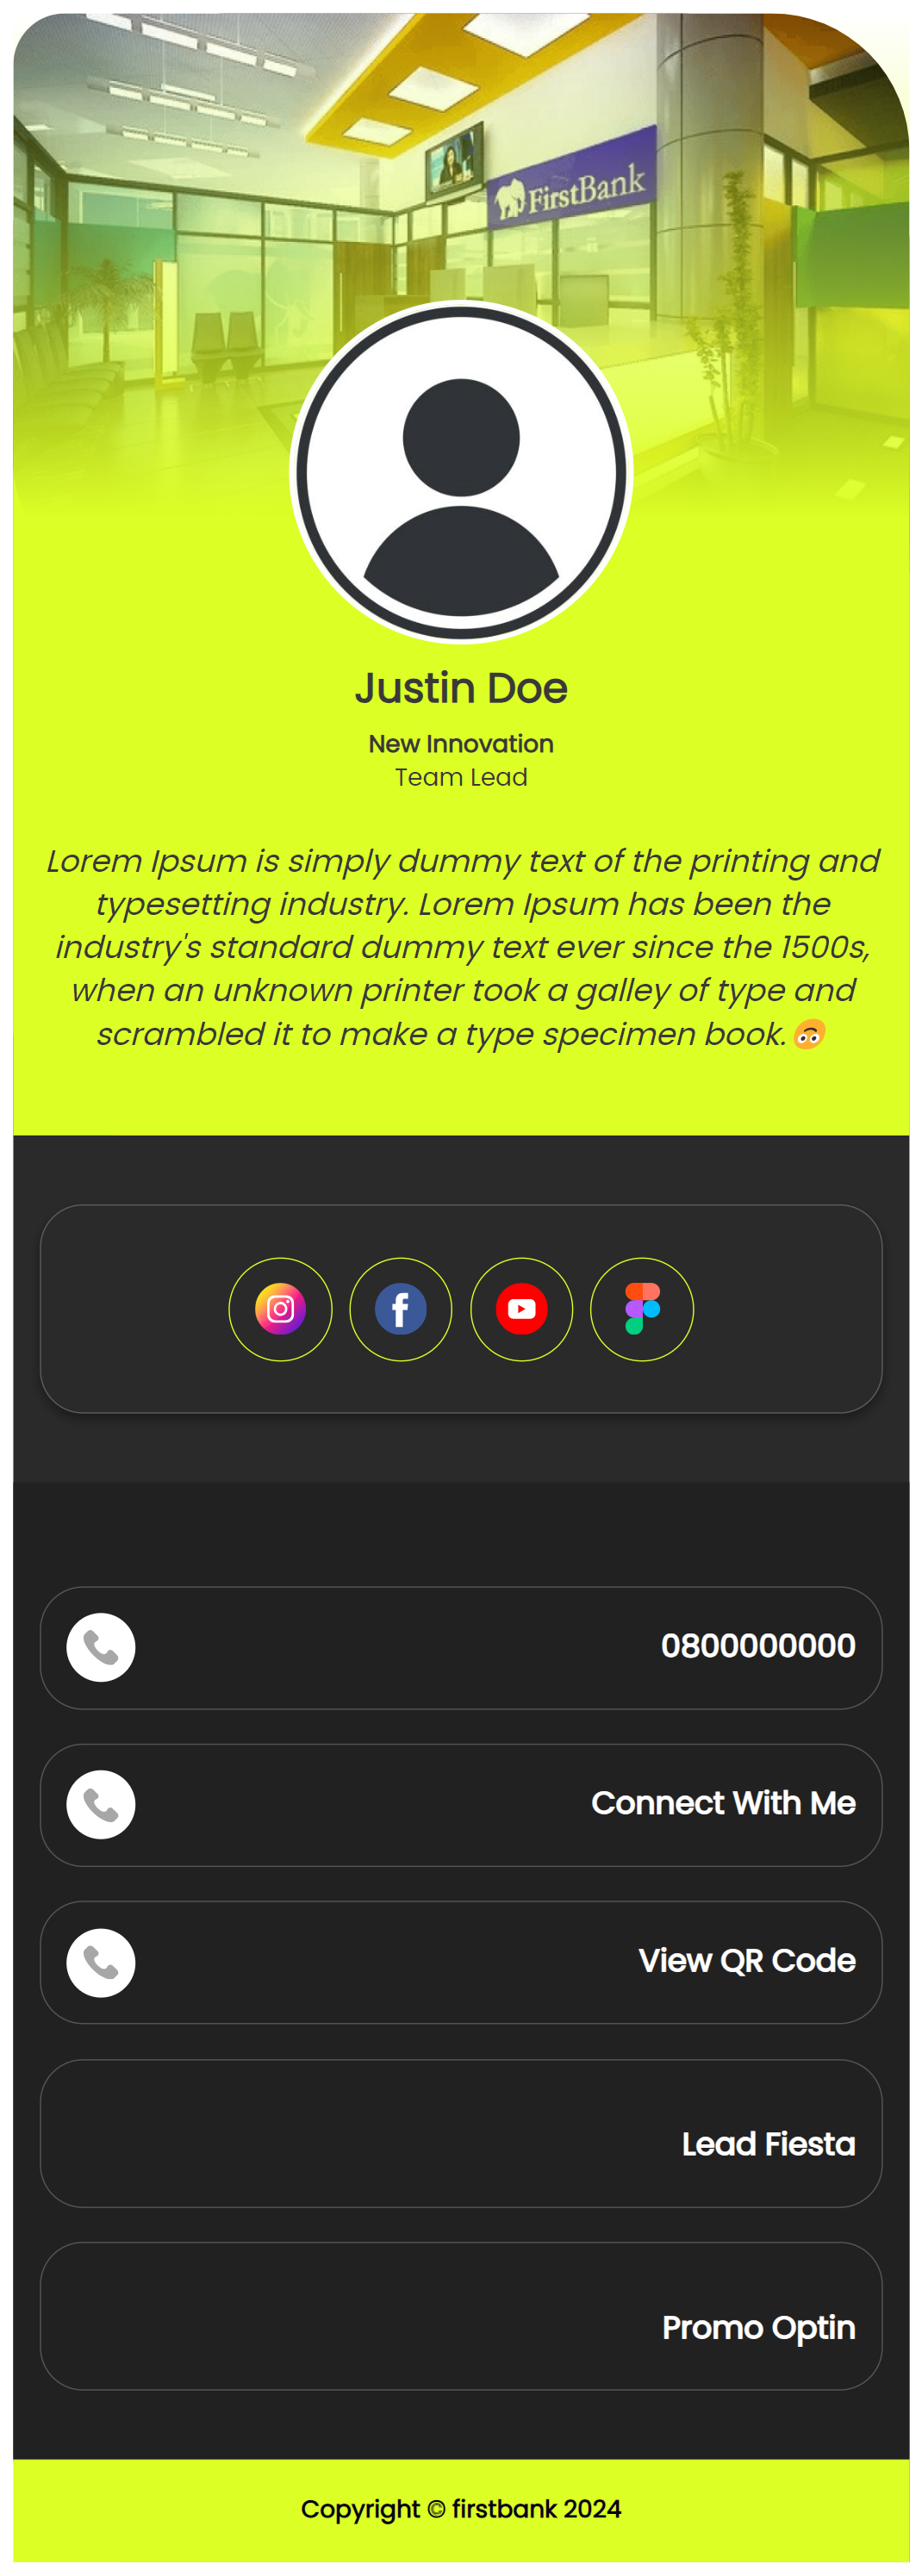 FirstBank
Justin Doe
New Innovation
Team Lead
Lorem Ipsum is simply dummy text of the printing and
typesetting industry. Lorem Ipsum has been the
industry's standard dummy text ever since the 1500s,
when an unknown printer took a galley of type and
scrambled it to make a type specimen book. 🙃
0800000000
Connect With Me
View QR Code
Lead Fiesta
Promo Optin
Copyright © firstbank 2024